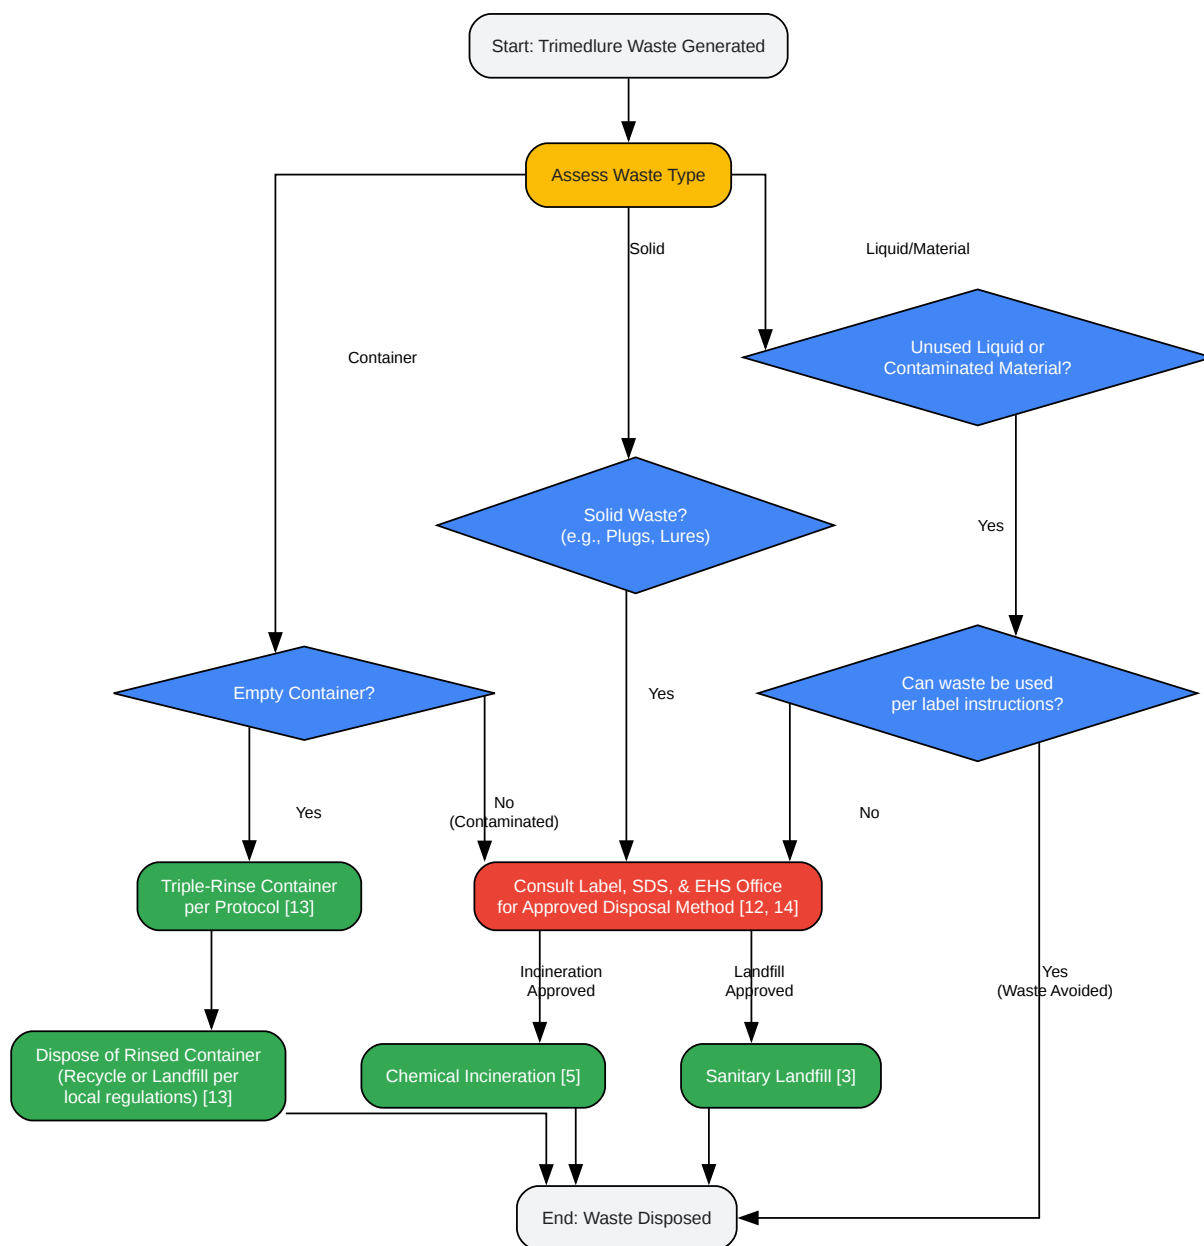 Start: Trimedlure Waste Generated
Assess Waste Type
Solid
Liquid/Material
Container
Unused Liquid or
Contaminated Material?
Solid Waste?
(e.g., Plugs, Lures)
Yes
Empty Container?
Yes
Can waste be used
per label instructions?
Yes
No
(Contaminated)
No
Triple-Rinse Container
per Protocol [13]
Consult Label, SDS, & EHS Office
for Approved Disposal Method [12, 14]
Incineration
Approved
Landfill
Approved
Yes
(Waste Avoided)
Dispose of Rinsed Container
(Recycle or Landfill per
local regulations) [13]
Chemical Incineration [5]
Sanitary Landfill [3]
End: Waste Disposed